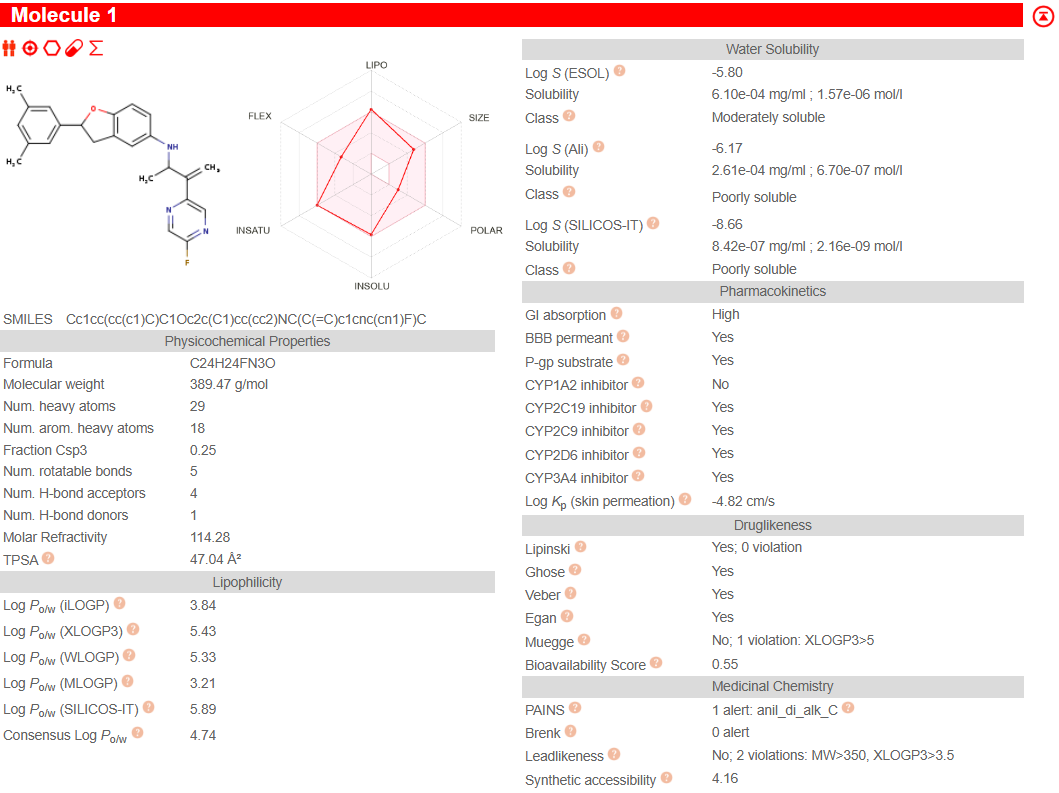 Molecule 1
H3C
O
H3C
NH
H3C
CH3
N
N
F
LIPO
SIZE
POLAR
INSOLU
INSATU
FLEX
SMILES Cc1cc(cc(c1)C)C1Oc2c(C1)cc(cc2)NC(C(=C)c1cnc(cn1)F)C
Physicochemical Properties
Formula C24H24FN3O
Molecular weight 389.47 g/mol
Num. heavy atoms 29
Num. arom. heavy atoms 18
Fraction Csp3 0.25
Num. rotatable bonds 5
Num. H-bond acceptors 4
Num. H-bond donors 1
Molar Refractivity 114.28
TPSA ? 47.04 Å²
Lipophilicity
Log Po/w (iLOGP) ? 3.84
Log Po/w (XLOGP3) ? 5.43
Log Po/w (WLOGP) ? 5.33
Log Po/w (MLOGP) ? 3.21
Log Po/w (SILICOS-IT) ? 5.89
Consensus Log Po/w ? 4.74
Water Solubility
Log S (ESOL) ? -5.80
Solubility 6.10e-04 mg/ml ; 1.57e-06 mol/l
Class ? Moderately soluble
Log S (Ali) ? -6.17
Solubility 2.61e-04 mg/ml ; 6.70e-07 mol/l
Class ? Poorly soluble
Log S (SILICOS-IT) ? -8.66
Solubility 8.42e-07 mg/ml ; 2.16e-09 mol/l
Class ? Poorly soluble
Pharmacokinetics
GI absorption ? High
BBB permeant ? Yes
P-gp substrate ? Yes
CYP1A2 inhibitor ? No
CYP2C19 inhibitor ? Yes
CYP2C9 inhibitor ? Yes
CYP2D6 inhibitor ? Yes
CYP3A4 inhibitor ? Yes
Log Kp (skin permeation) ? -4.82 cm/s
Druglikeness
Lipinski ? Yes; 0 violation
Ghose ? Yes
Veber ? Yes
Egan ? Yes
Muegge ? No; 1 violation: XLOGP3>5
Bioavailability Score ? 0.55
Medicinal Chemistry
PAINS ? 1 alert: anil_di_alk_C ?
Brenk ? 0 alert
Leadlikeness ? No; 2 violations: MW>350, XLOGP3>3.5
Synthetic accessibility ? 4.16